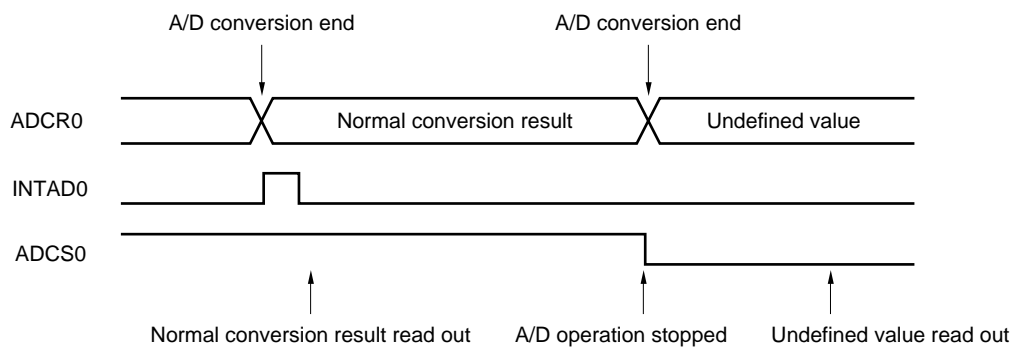 A/D conversion end
A/D conversion end
ADCR0
Normal conversion result
Undefined value
INTAD0
ADCS0
Normal conversion result read out
A/D operation stopped
Undefined value read out